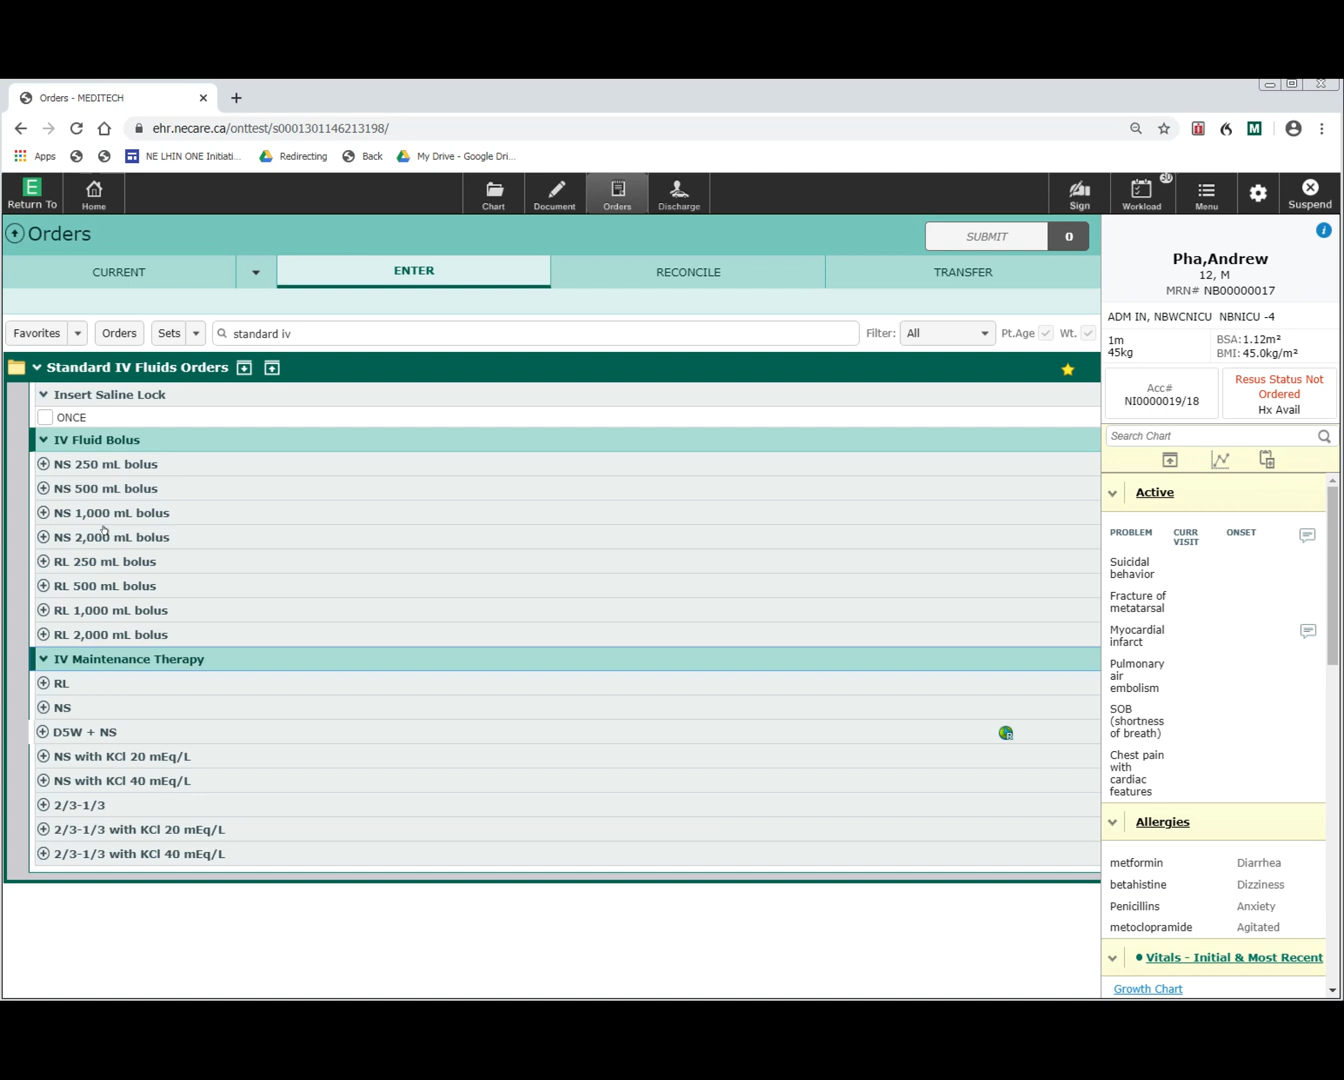 Orders - MEDITECH
ehr.necare.ca/onttest/s0001301146213198/
M
Apps
NE LHIN ONE Initiati...
Redirecting
Back
My Drive - Google Dri...
E
Return To
Home
Chart
Document
Orders
Discharge
Sign
30
Workload
Menu
Suspend
Orders
SUBMIT
0
CURRENT
ENTER
RECONCILE
TRANSFER
Favorites
Orders
Sets
standard iv
Filter:
All
Pt.Age
Wt.
Standard IV Fluids Orders
Insert Saline Lock
ONCE
IV Fluid Bolus
NS 250 mL bolus
NS 500 mL bolus
NS 1,000 mL bolus
NS 2,000 mL bolus
RL 250 mL bolus
RL 500 mL bolus
RL 1,000 mL bolus
RL 2,000 mL bolus
IV Maintenance Therapy
RL
NS
D5W + NS
NS with KCl 20 mEq/L
NS with KCl 40 mEq/L
2/3-1/3
2/3-1/3 with KCl 20 mEq/L
2/3-1/3 with KCl 40 mEq/L
i
Pha,Andrew
12, M
MRN# NB00000017
ADM IN, NBWCNICU NBNICU -4
1m BSA: 1.12m²
45kg BMI: 45.0kg/m²
Acc#
NI0000019/18
Resus Status Not
Ordered
Hx Avail
Search Chart
Active
PROBLEM CURR VISIT ONSET
Suicidal
behavior
Fracture of
metatarsal
Myocardial
infarct
Pulmonary
air
embolism
SOB
(shortness
of breath)
Chest pain
with
cardiac
features
Allergies
metformin Diarrhea
betahistine Dizziness
Penicillins Anxiety
metoclopramide Agitated
Vitals - Initial & Most Recent
Growth Chart